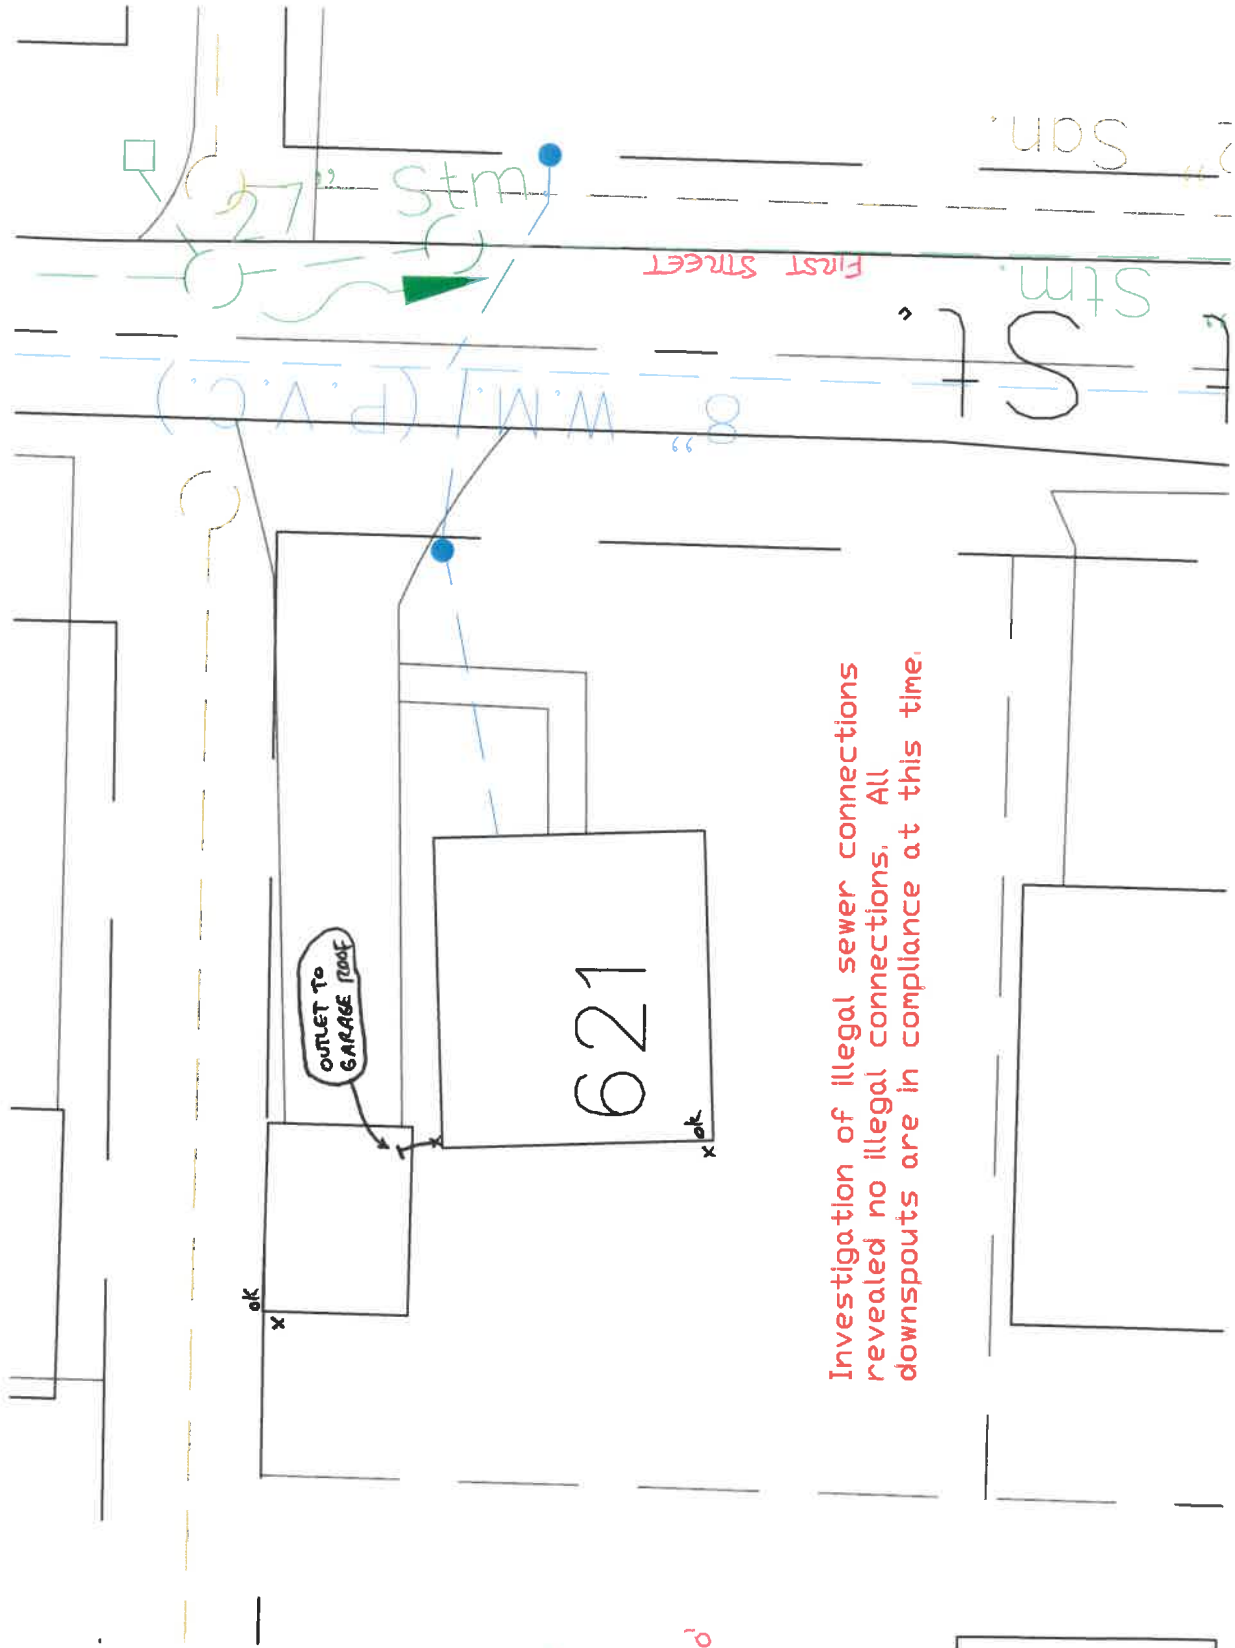 27" Stm.
San.
FIRST STREET
Stm.
St
8" W.M. (P.V.C.)
OUTLET TO
GARAGE ROOF
621
x ok
x ok
x
Investigation of illegal sewer connections
revealed no illegal connections. All
downspouts are in compliance at this time.